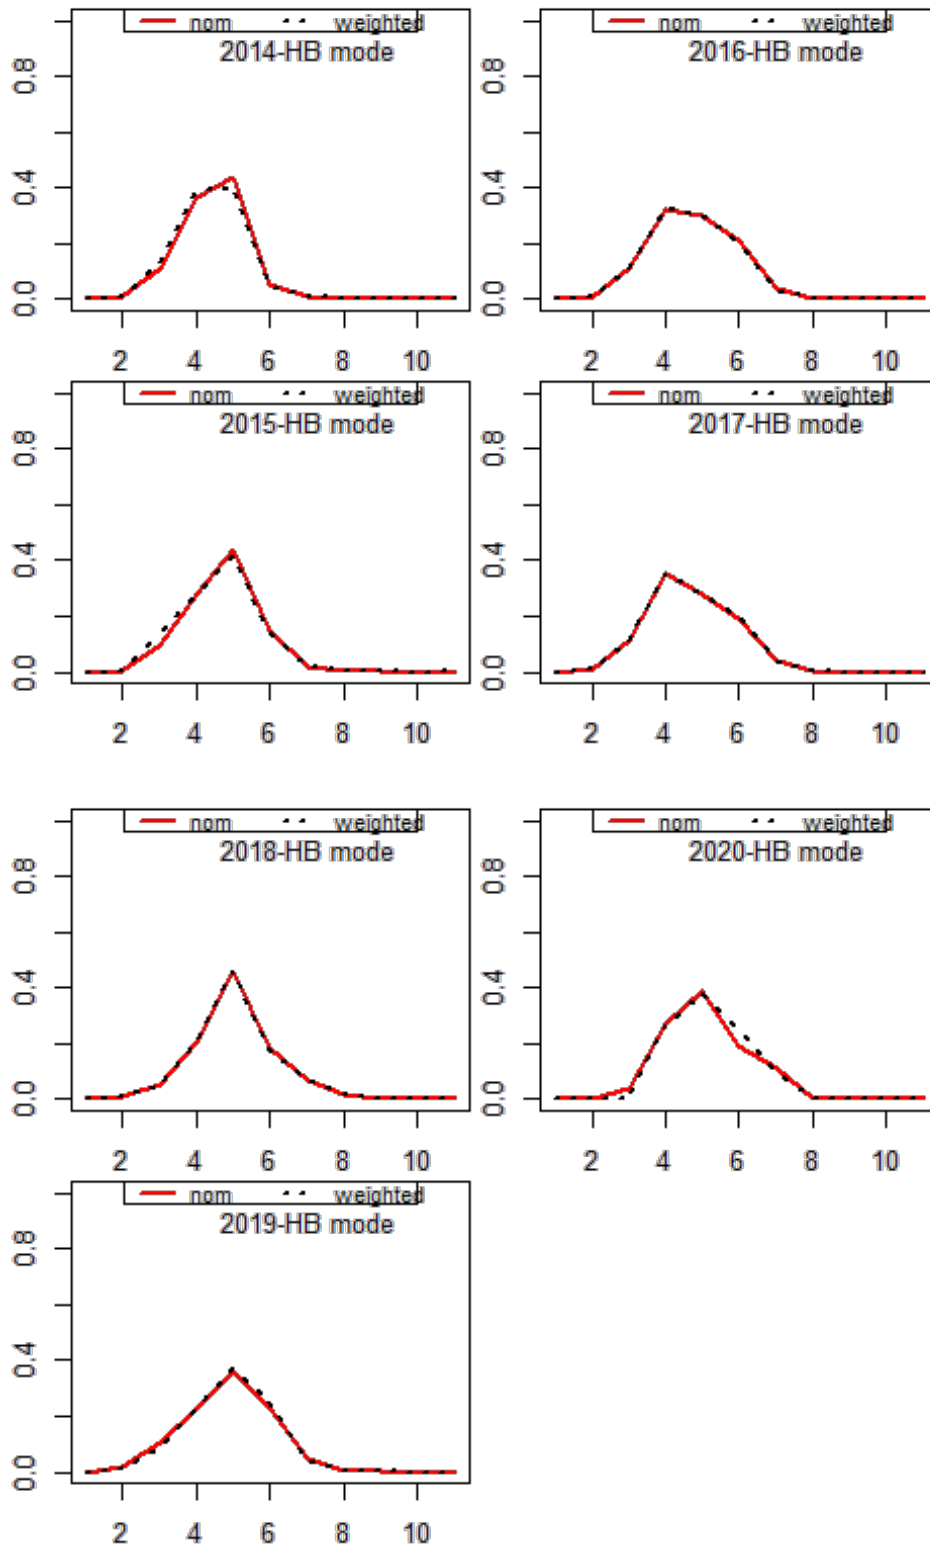 nom weighted
2014-HB mode
0.0 0.4 0.8
2 4 6 8 10
nom weighted
2016-HB mode
0.0 0.4 0.8
2 4 6 8 10
nom weighted
2015-HB mode
0.0 0.4 0.8
2 4 6 8 10
nom weighted
2017-HB mode
0.0 0.4 0.8
2 4 6 8 10
nom weighted
2018-HB mode
0.0 0.4 0.8
2 4 6 8 10
nom weighted
2020-HB mode
0.0 0.4 0.8
2 4 6 8 10
nom weighted
2019-HB mode
0.0 0.4 0.8
2 4 6 8 10